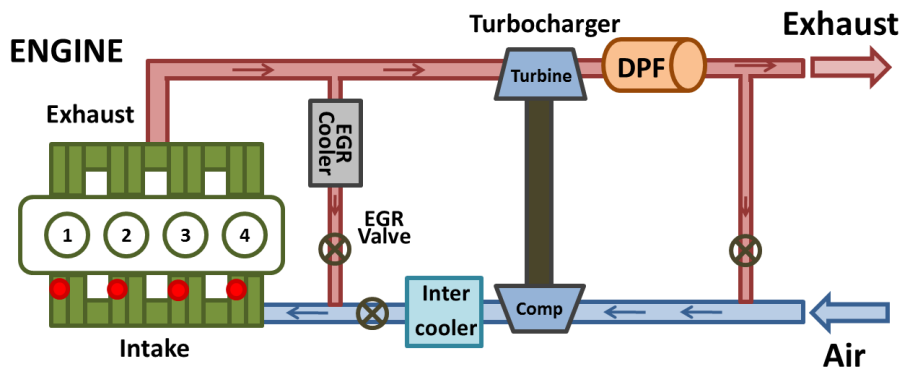 ENGINE
Turbocharger
Exhaust
Turbine
DPF
Exhaust
EGR
Cooler
1 2 3 4
EGR
Valve
Inter
cooler
Comp
Intake
Air